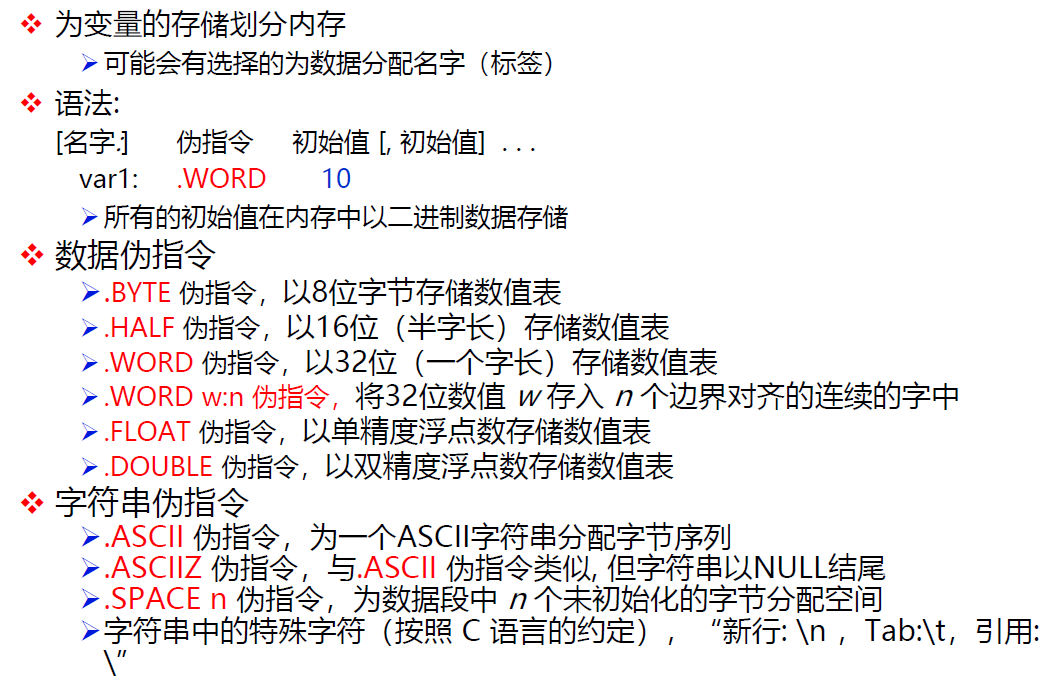 ❖ 为变量的存储划分内存
➢可能会有选择的为数据分配名字（标签）
❖ 语法:
[名字:] 伪指令 初始值 [, 初始值] . . .
var1: .WORD 10
➢所有的初始值在内存中以二进制数据存储
❖ 数据伪指令
➢.BYTE 伪指令，以8位字节存储数值表
➢.HALF 伪指令，以16位（半字长）存储数值表
➢.WORD 伪指令，以32位（一个字长）存储数值表
➢.WORD w:n 伪指令，将32位数值 w 存入 n 个边界对齐的连续的字中
➢.FLOAT 伪指令，以单精度浮点数存储数值表
➢.DOUBLE 伪指令，以双精度浮点数存储数值表
❖ 字符串伪指令
➢.ASCII 伪指令，为一个ASCII字符串分配字节序列
➢.ASCIIZ 伪指令，与.ASCII 伪指令类似, 但字符串以NULL结尾
➢.SPACE n 伪指令，为数据段中 n 个未初始化的字节分配空间
➢字符串中的特殊字符（按照 C 语言的约定），“新行: \n ，Tab:\t，引用:
\”